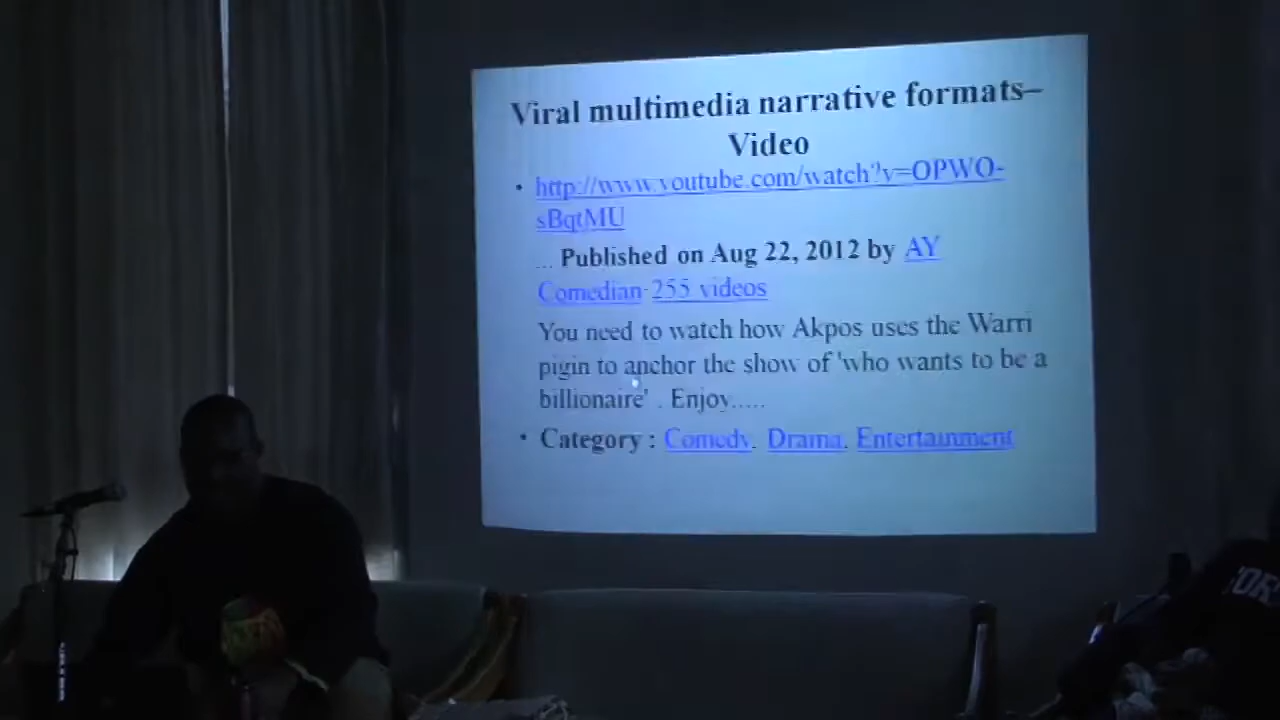 Viral multimedia narrative formats–
Video
• http://www.youtube.com/watch?v=OPWO-
sBqtMU
... Published on Aug 22, 2012 by AY
Comedian·255 videos
You need to watch how Akpos uses the Warri
pigin to anchor the show of 'who wants to be a
billionaire' . Enjoy.....
• Category : Comedy, Drama, Entertainment